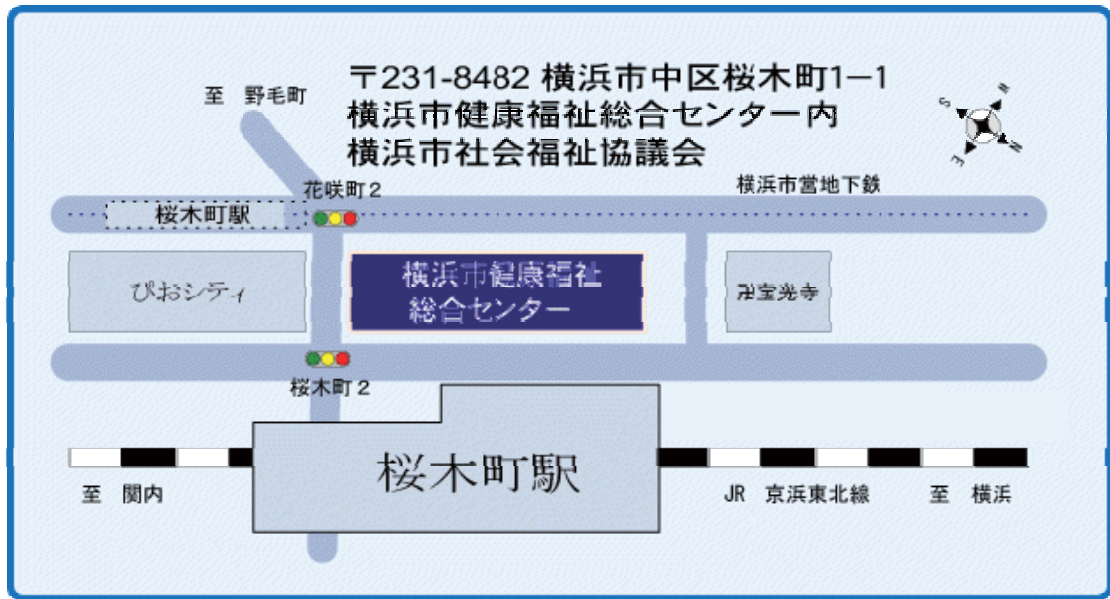 〒231-8482 横浜市中区桜木町1－1
横浜市健康福祉総合センター内
横浜市社会福祉協議会
至 野毛町
花咲町2
横浜市営地下鉄
桜木町駅
ぴおシティ
横浜市健康福祉
総合センター
卍宝光寺
桜木町2
桜木町駅
至 関内
JR 京浜東北線
至 横浜
S
N
E